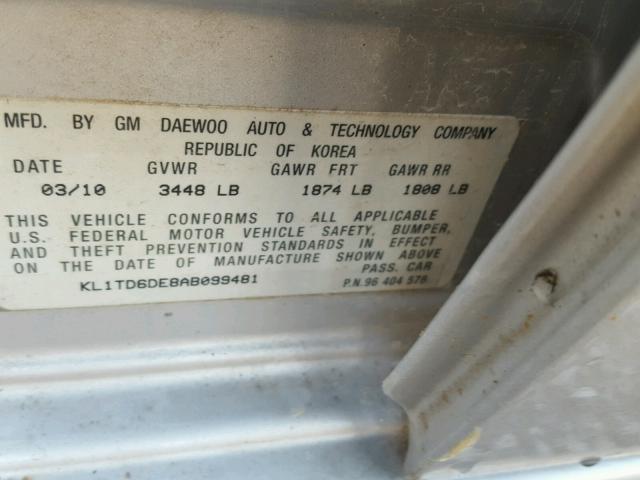 MFD. BY GM DAEWOO AUTO & TECHNOLOGY COMPANY
REPUBLIC OF KOREA
DATE GVWR GAWR FRT GAWR RR
03/10 3448 LB 1874 LB 1808 LB
THIS VEHICLE CONFORMS TO ALL APPLICABLE
U.S. FEDERAL MOTOR VEHICLE SAFETY, BUMPER,
AND THEFT PREVENTION STANDARDS IN EFFECT
ON THE DATE OF MANUFACTURE SHOWN ABOVE
PASS. CAR
KL1TD6DE8AB099481 P.N. 96 404 578